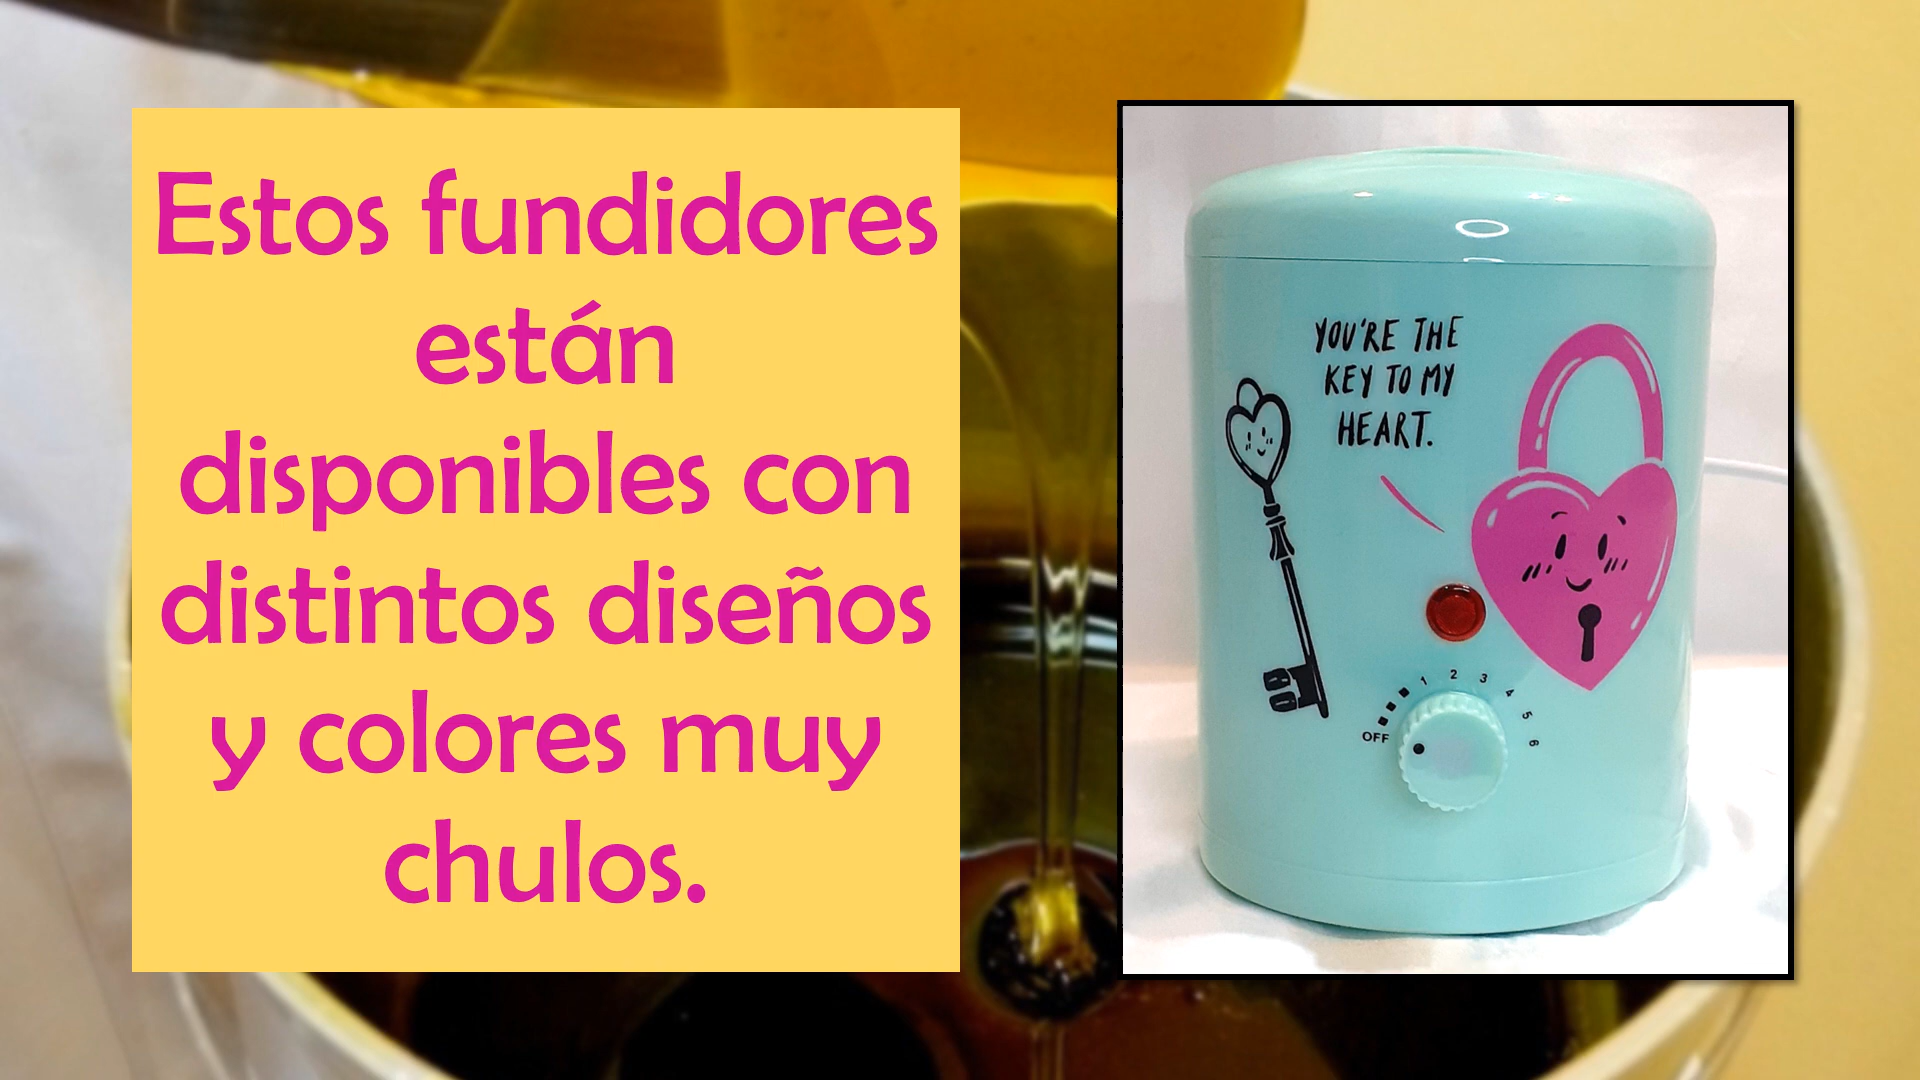 Estos fundidores
están
disponibles con
distintos diseños
y colores muy
chulos.
YOU'RE THE
KEY TO MY
HEART.
1 2 3 4 5 6
OFF